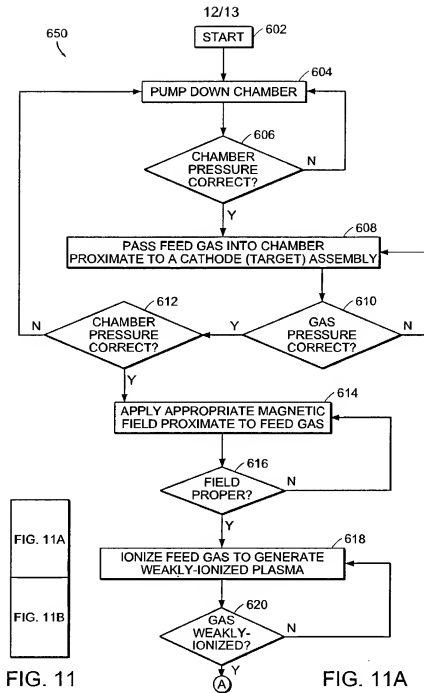 12/13
650
START
602
604
PUMP DOWN CHAMBER
606
CHAMBER
PRESSURE
CORRECT?
N
Y
608
PASS FEED GAS INTO CHAMBER
PROXIMATE TO A CATHODE (TARGET) ASSEMBLY
612
610
N
CHAMBER
PRESSURE
CORRECT?
Y
GAS
PRESSURE
CORRECT?
N
Y
614
APPLY APPROPRIATE MAGNETIC
FIELD PROXIMATE TO FEED GAS
616
FIELD
PROPER?
N
Y
618
IONIZE FEED GAS TO GENERATE
WEAKLY-IONIZED PLASMA
620
GAS
WEAKLY-
IONIZED?
N
Y
A
FIG. 11A
FIG. 11B
FIG. 11
FIG. 11A